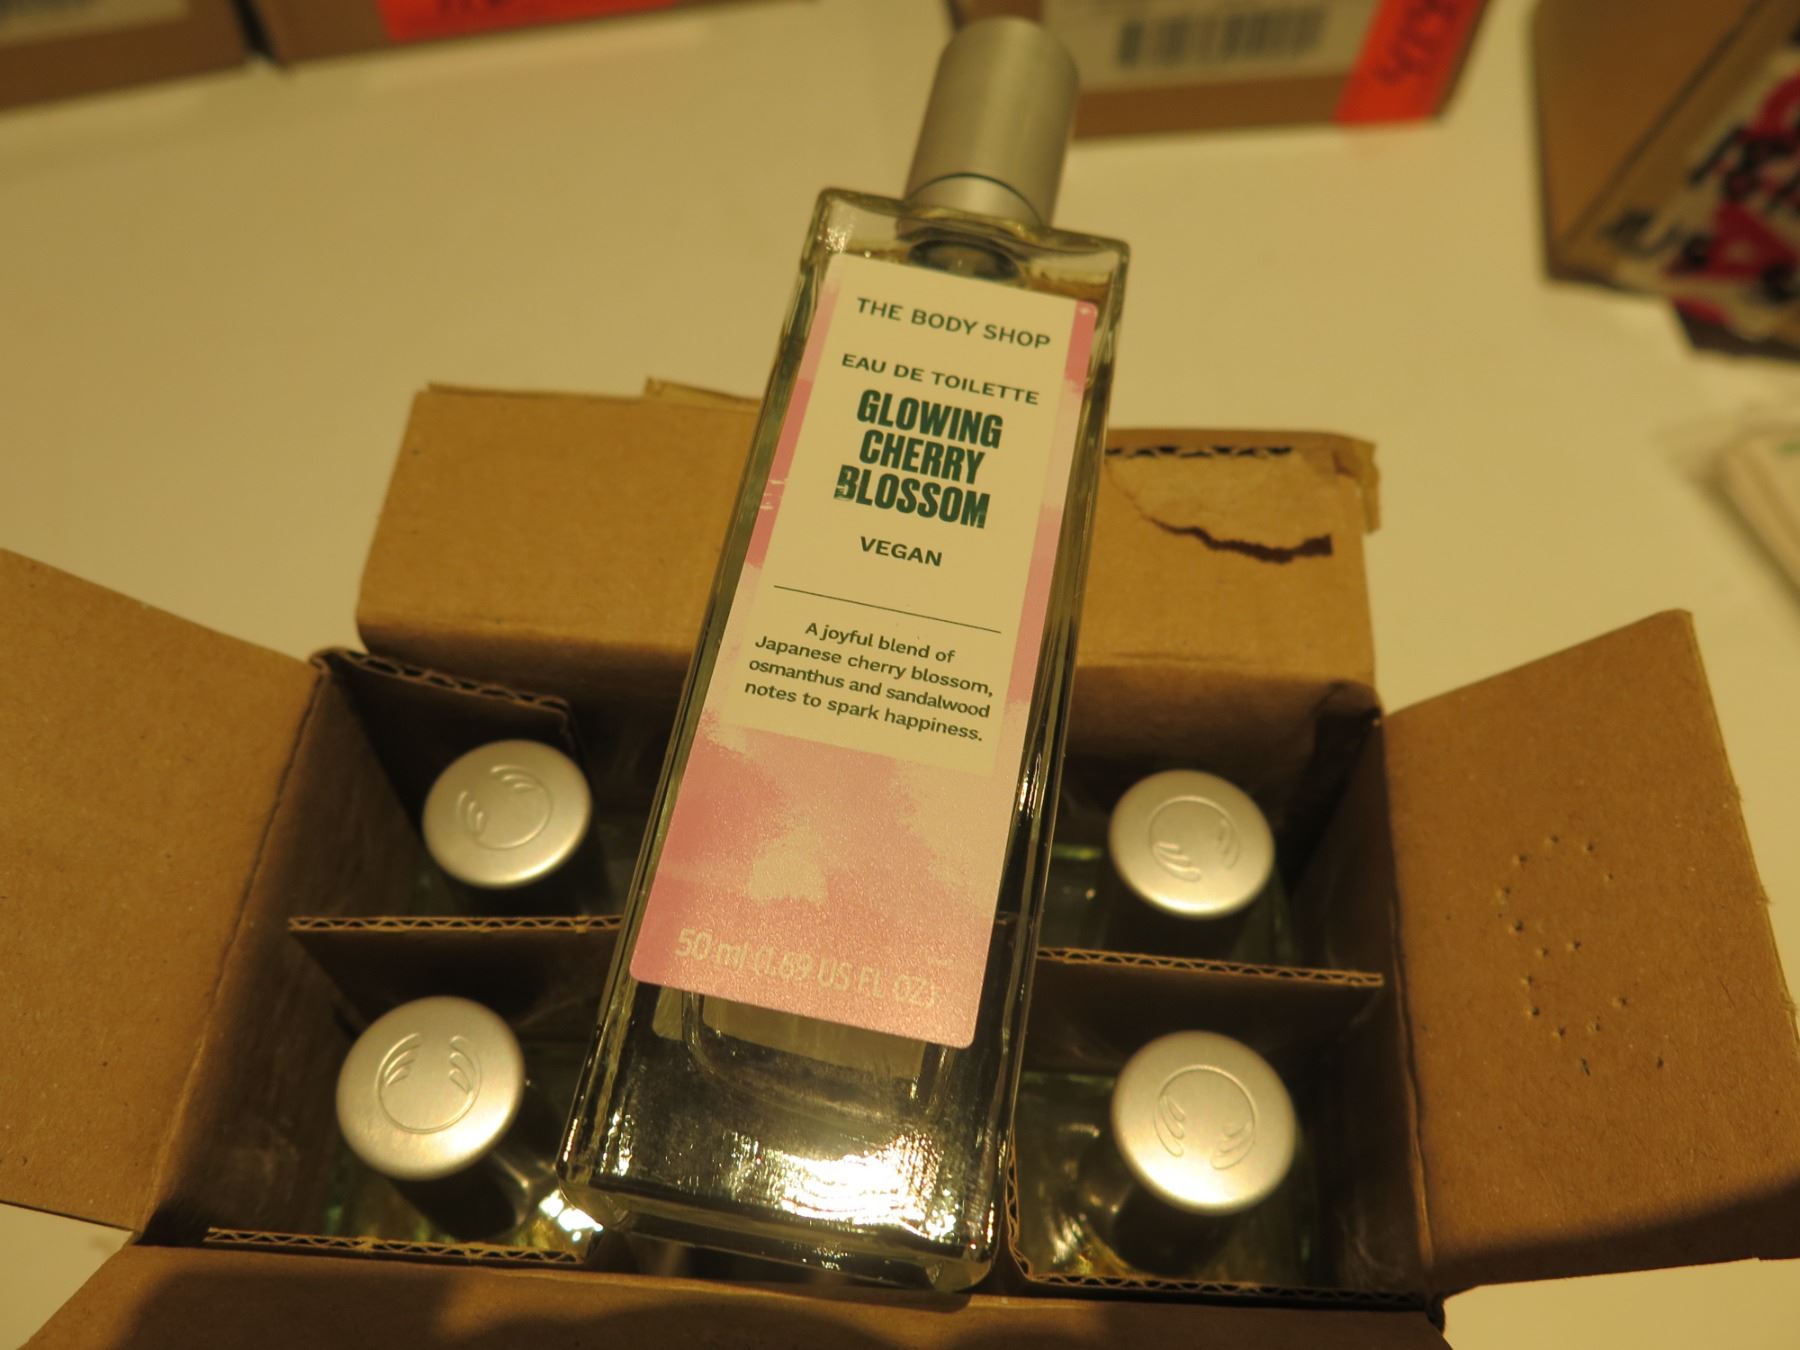 THE BODY SHOP
EAU DE TOILETTE
GLOWING
CHERRY
BLOSSOM
VEGAN
A joyful blend of
Japanese cherry blossom,
osmanthus and sandalwood
notes to spark happiness.
50 ml (1.69 US FL OZ)